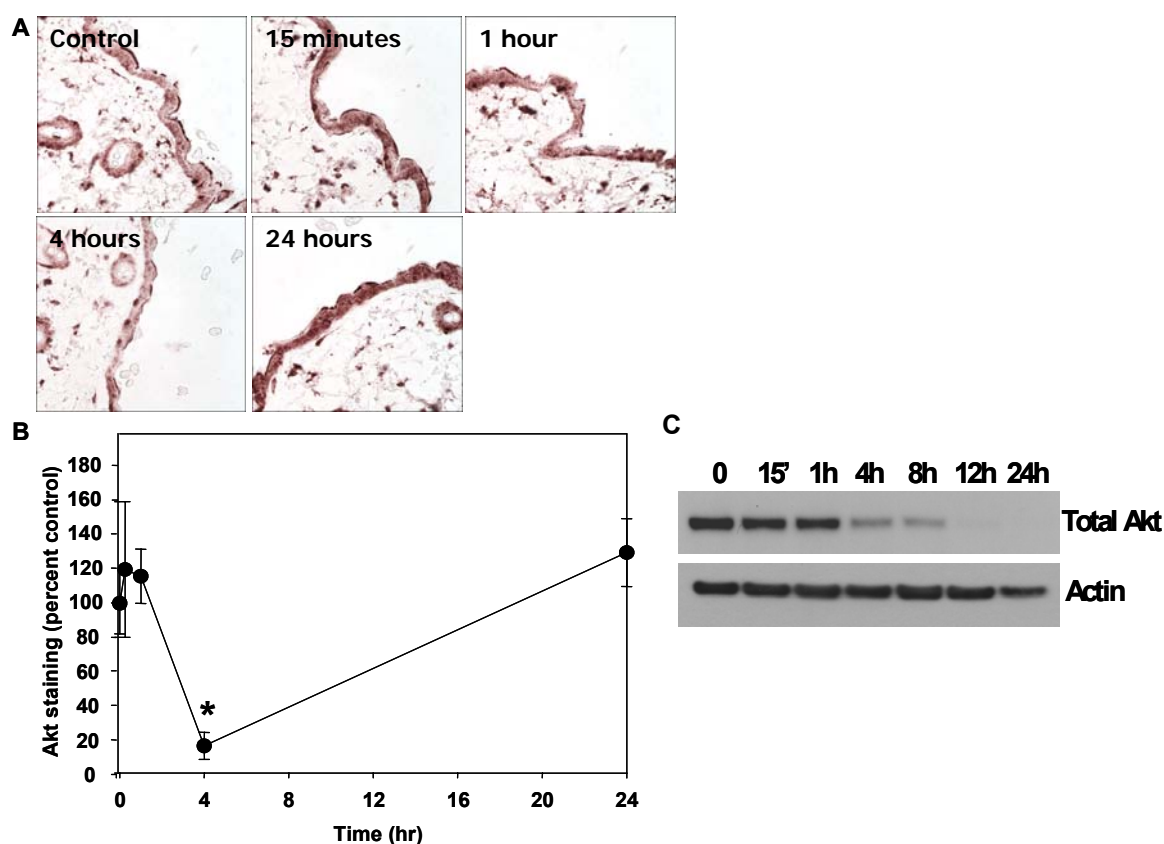 A
Control
15 minutes
1 hour
4 hours
24 hours
B
Akt staining (percent control)
180
160
140
120
100
80
60
40
20
0
*
0 4 8 12 16 20 24
Time (hr)
C
0 15' 1h 4h 8h 12h 24h
Total Akt
Actin